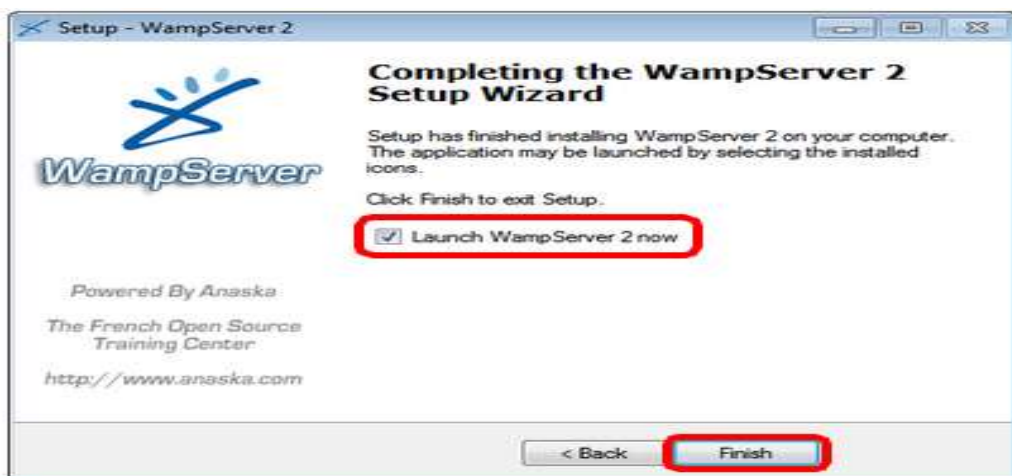 Setup - WampServer 2
WampServer
Powered By Anaska
The French Open Source
Training Center
http://www.anaska.com
Completing the WampServer 2
Setup Wizard
Setup has finished installing WampServer 2 on your computer.
The application may be launched by selecting the installed
icons.
Click Finish to exit Setup.
Launch WampServer 2 now
< Back
Finish